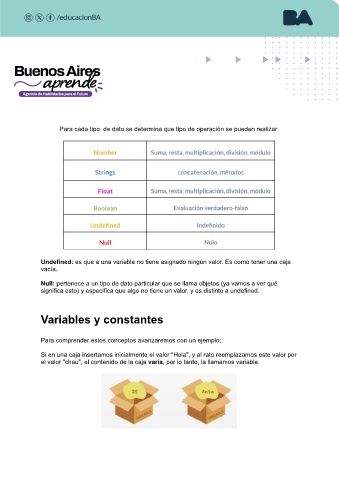 /educacionBA
BA
Buenos Aires
aprende
Agencia de Habilidades para el Futuro
Para cada tipo de dato se determina que tipo de operación se pueden realizar:
Number Suma, resta, multiplicación, división, módulo
Strings concatenación, métodos
Float Suma, resta, multiplicación, división, módulo
Boolean Evaluación verdadero-falso
Undefined Indefinido
Null Nulo
Undefined: es que a una variable no tiene asignado ningún valor. Es como tener una caja
vacía.
Null: pertenece a un tipo de dato particular que se llama objetos (ya vamos a ver qué
significa esto) y especifica que algo no tiene un valor, y es distinto a undefined.
Variables y constantes
Para comprender estos conceptos avanzaremos con un ejemplo:
Si en una caja insertamos inicialmente el valor "Hola", y al rato reemplazamos este valor por
el valor "chau", el contenido de la caja varía, por lo tanto, la llamamos variable.